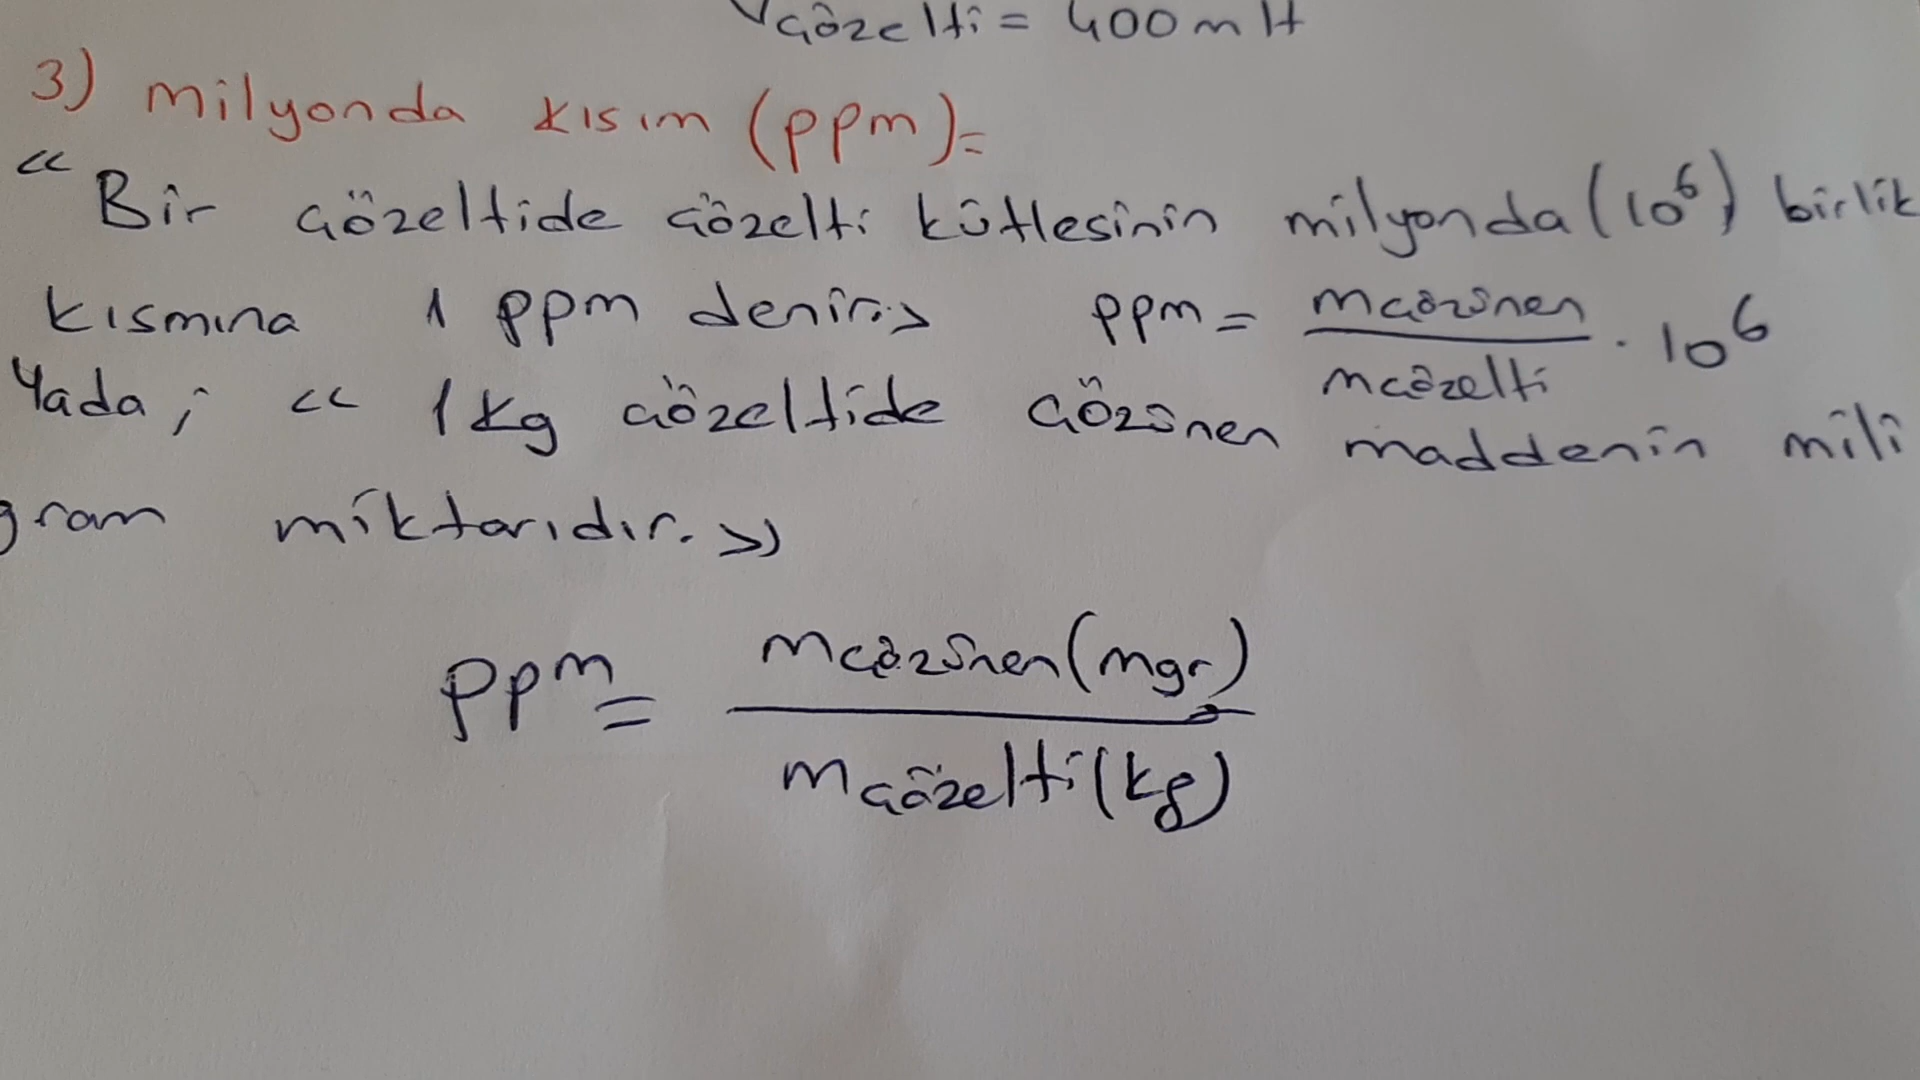 Vçözelti = 400 mlt
3) milyonda kısım (ppm)=
" Bir çözeltide çözelti kütlesinin milyonda (10⁶) birlik
kısmına 1 ppm denir." ppm = mçözünen / mçözelti . 10⁶
Yada; " 1kg çözeltide çözünen maddenin mili
gram miktarıdır."
ppm = mçözünen(mgr) / mçözelti(kg)